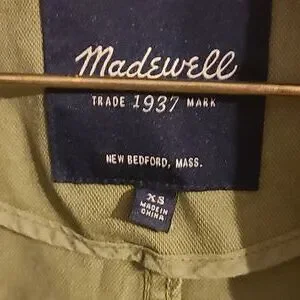 Madewell
TRADE 1937 MARK
NEW BEDFORD, MASS.
XS
MADE IN
CHINA